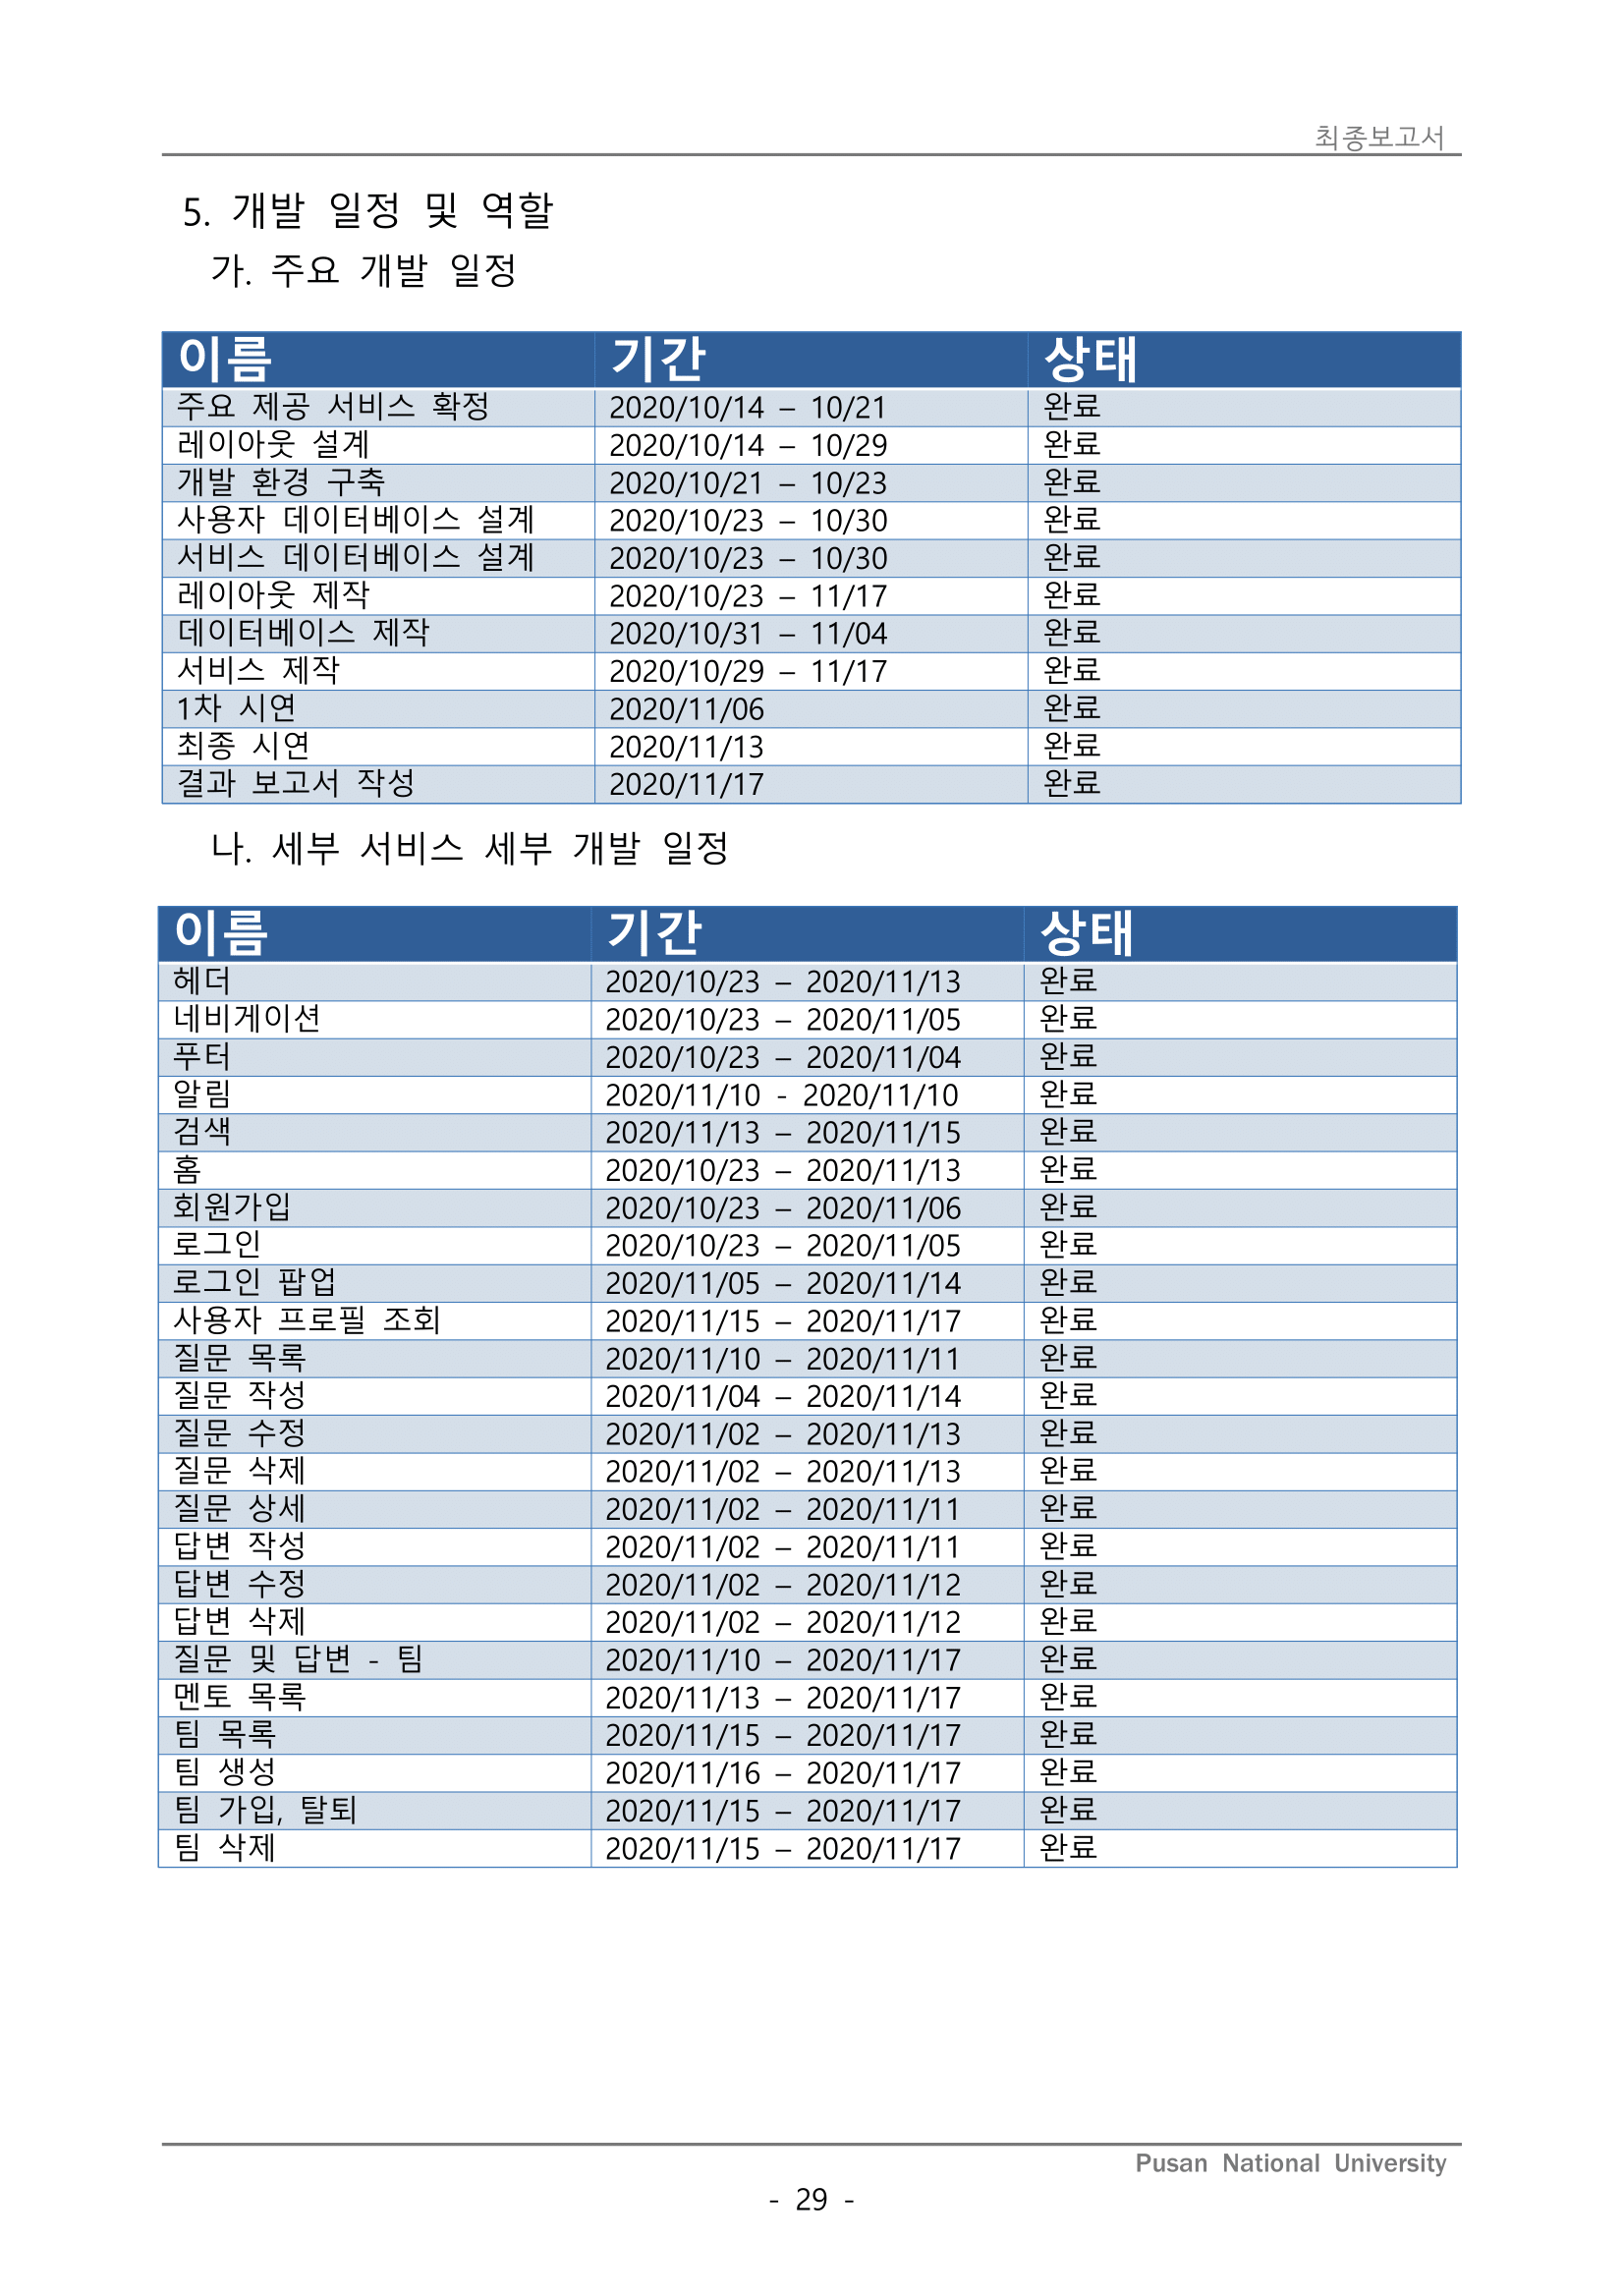 최종보고서
5. 개발 일정 및 역할
가. 주요 개발 일정
이름 기간 상태
주요 제공 서비스 확정 2020/10/14 – 10/21 완료
레이아웃 설계 2020/10/14 – 10/29 완료
개발 환경 구축 2020/10/21 – 10/23 완료
사용자 데이터베이스 설계 2020/10/23 – 10/30 완료
서비스 데이터베이스 설계 2020/10/23 – 10/30 완료
레이아웃 제작 2020/10/23 – 11/17 완료
데이터베이스 제작 2020/10/31 – 11/04 완료
서비스 제작 2020/10/29 – 11/17 완료
1차 시연 2020/11/06 완료
최종 시연 2020/11/13 완료
결과 보고서 작성 2020/11/17 완료
나. 세부 서비스 세부 개발 일정
이름 기간 상태
헤더 2020/10/23 – 2020/11/13 완료
네비게이션 2020/10/23 – 2020/11/05 완료
푸터 2020/10/23 – 2020/11/04 완료
알림 2020/11/10 - 2020/11/10 완료
검색 2020/11/13 – 2020/11/15 완료
홈 2020/10/23 – 2020/11/13 완료
회원가입 2020/10/23 – 2020/11/06 완료
로그인 2020/10/23 – 2020/11/05 완료
로그인 팝업 2020/11/05 – 2020/11/14 완료
사용자 프로필 조회 2020/11/15 – 2020/11/17 완료
질문 목록 2020/11/10 – 2020/11/11 완료
질문 작성 2020/11/04 – 2020/11/14 완료
질문 수정 2020/11/02 – 2020/11/13 완료
질문 삭제 2020/11/02 – 2020/11/13 완료
질문 상세 2020/11/02 – 2020/11/11 완료
답변 작성 2020/11/02 – 2020/11/11 완료
답변 수정 2020/11/02 – 2020/11/12 완료
답변 삭제 2020/11/02 – 2020/11/12 완료
질문 및 답변 - 팀 2020/11/10 – 2020/11/17 완료
멘토 목록 2020/11/13 – 2020/11/17 완료
팀 목록 2020/11/15 – 2020/11/17 완료
팀 생성 2020/11/16 – 2020/11/17 완료
팀 가입, 탈퇴 2020/11/15 – 2020/11/17 완료
팀 삭제 2020/11/15 – 2020/11/17 완료
Pusan National University
- 29 -